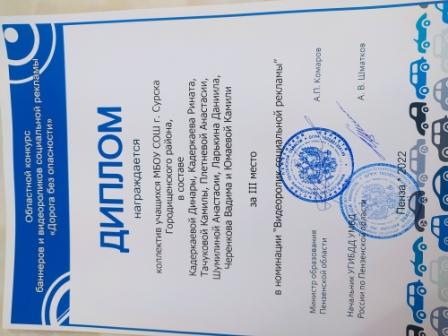 Областной конкурс
баннеров и видеороликов социальной рекламы
«Дорога без опасности»
ДИПЛОМ
награждается
коллектив учащихся МБОУ СОШ г. Сурска
Городищенского района,
в составе
Кадеркаевой Динары, Кадеркаева Рината,
Тачуковой Камилы, Плетневой Анастасии,
Шумилиной Анастасии, Ларькина Даниила,
Черенкова Вадима и Юмаевой Камили
за III место
в номинации "Видеоролик социальной рекламы"
Министр образования
Пензенской области
А.П. Комаров
Начальник УГИБДД УМВД
России по Пензенской области
А. В. Шматков
Пенза, 2022